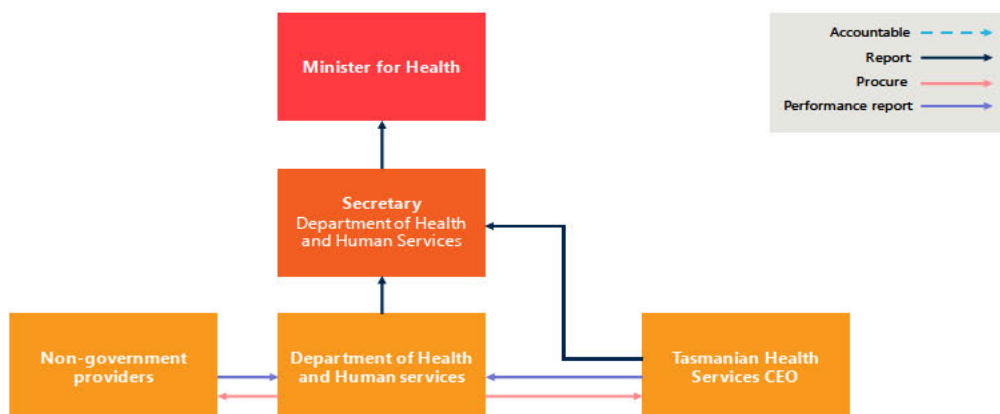 Minister for Health
Accountable
Report
Procure
Performance report
Secretary
Department of Health
and Human Services
Non-government
providers
Department of Health
and Human services
Tasmanian Health
Services CEO